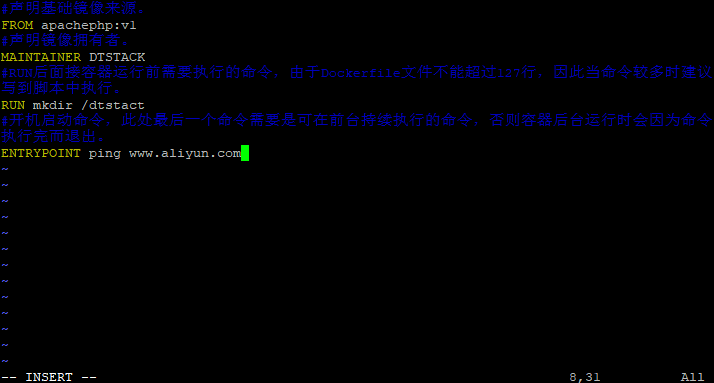 #声明基础镜像来源。
FROM apachephp:v1
#声明镜像拥有者。
MAINTAINER DTSTACK
#RUN后面接容器运行前需要执行的命令，由于Dockerfile文件不能超过127行，因此当命令较多时建议
写到脚本中执行。
RUN mkdir /dtstact
#开机启动命令，此处最后一个命令需要是可在前台持续执行的命令，否则容器后台运行时会因为命令
执行完而退出。
ENTRYPOINT ping www.aliyun.com
~
~
~
~
~
~
~
~
~
~
~
~
~
-- INSERT -- 8,31 All